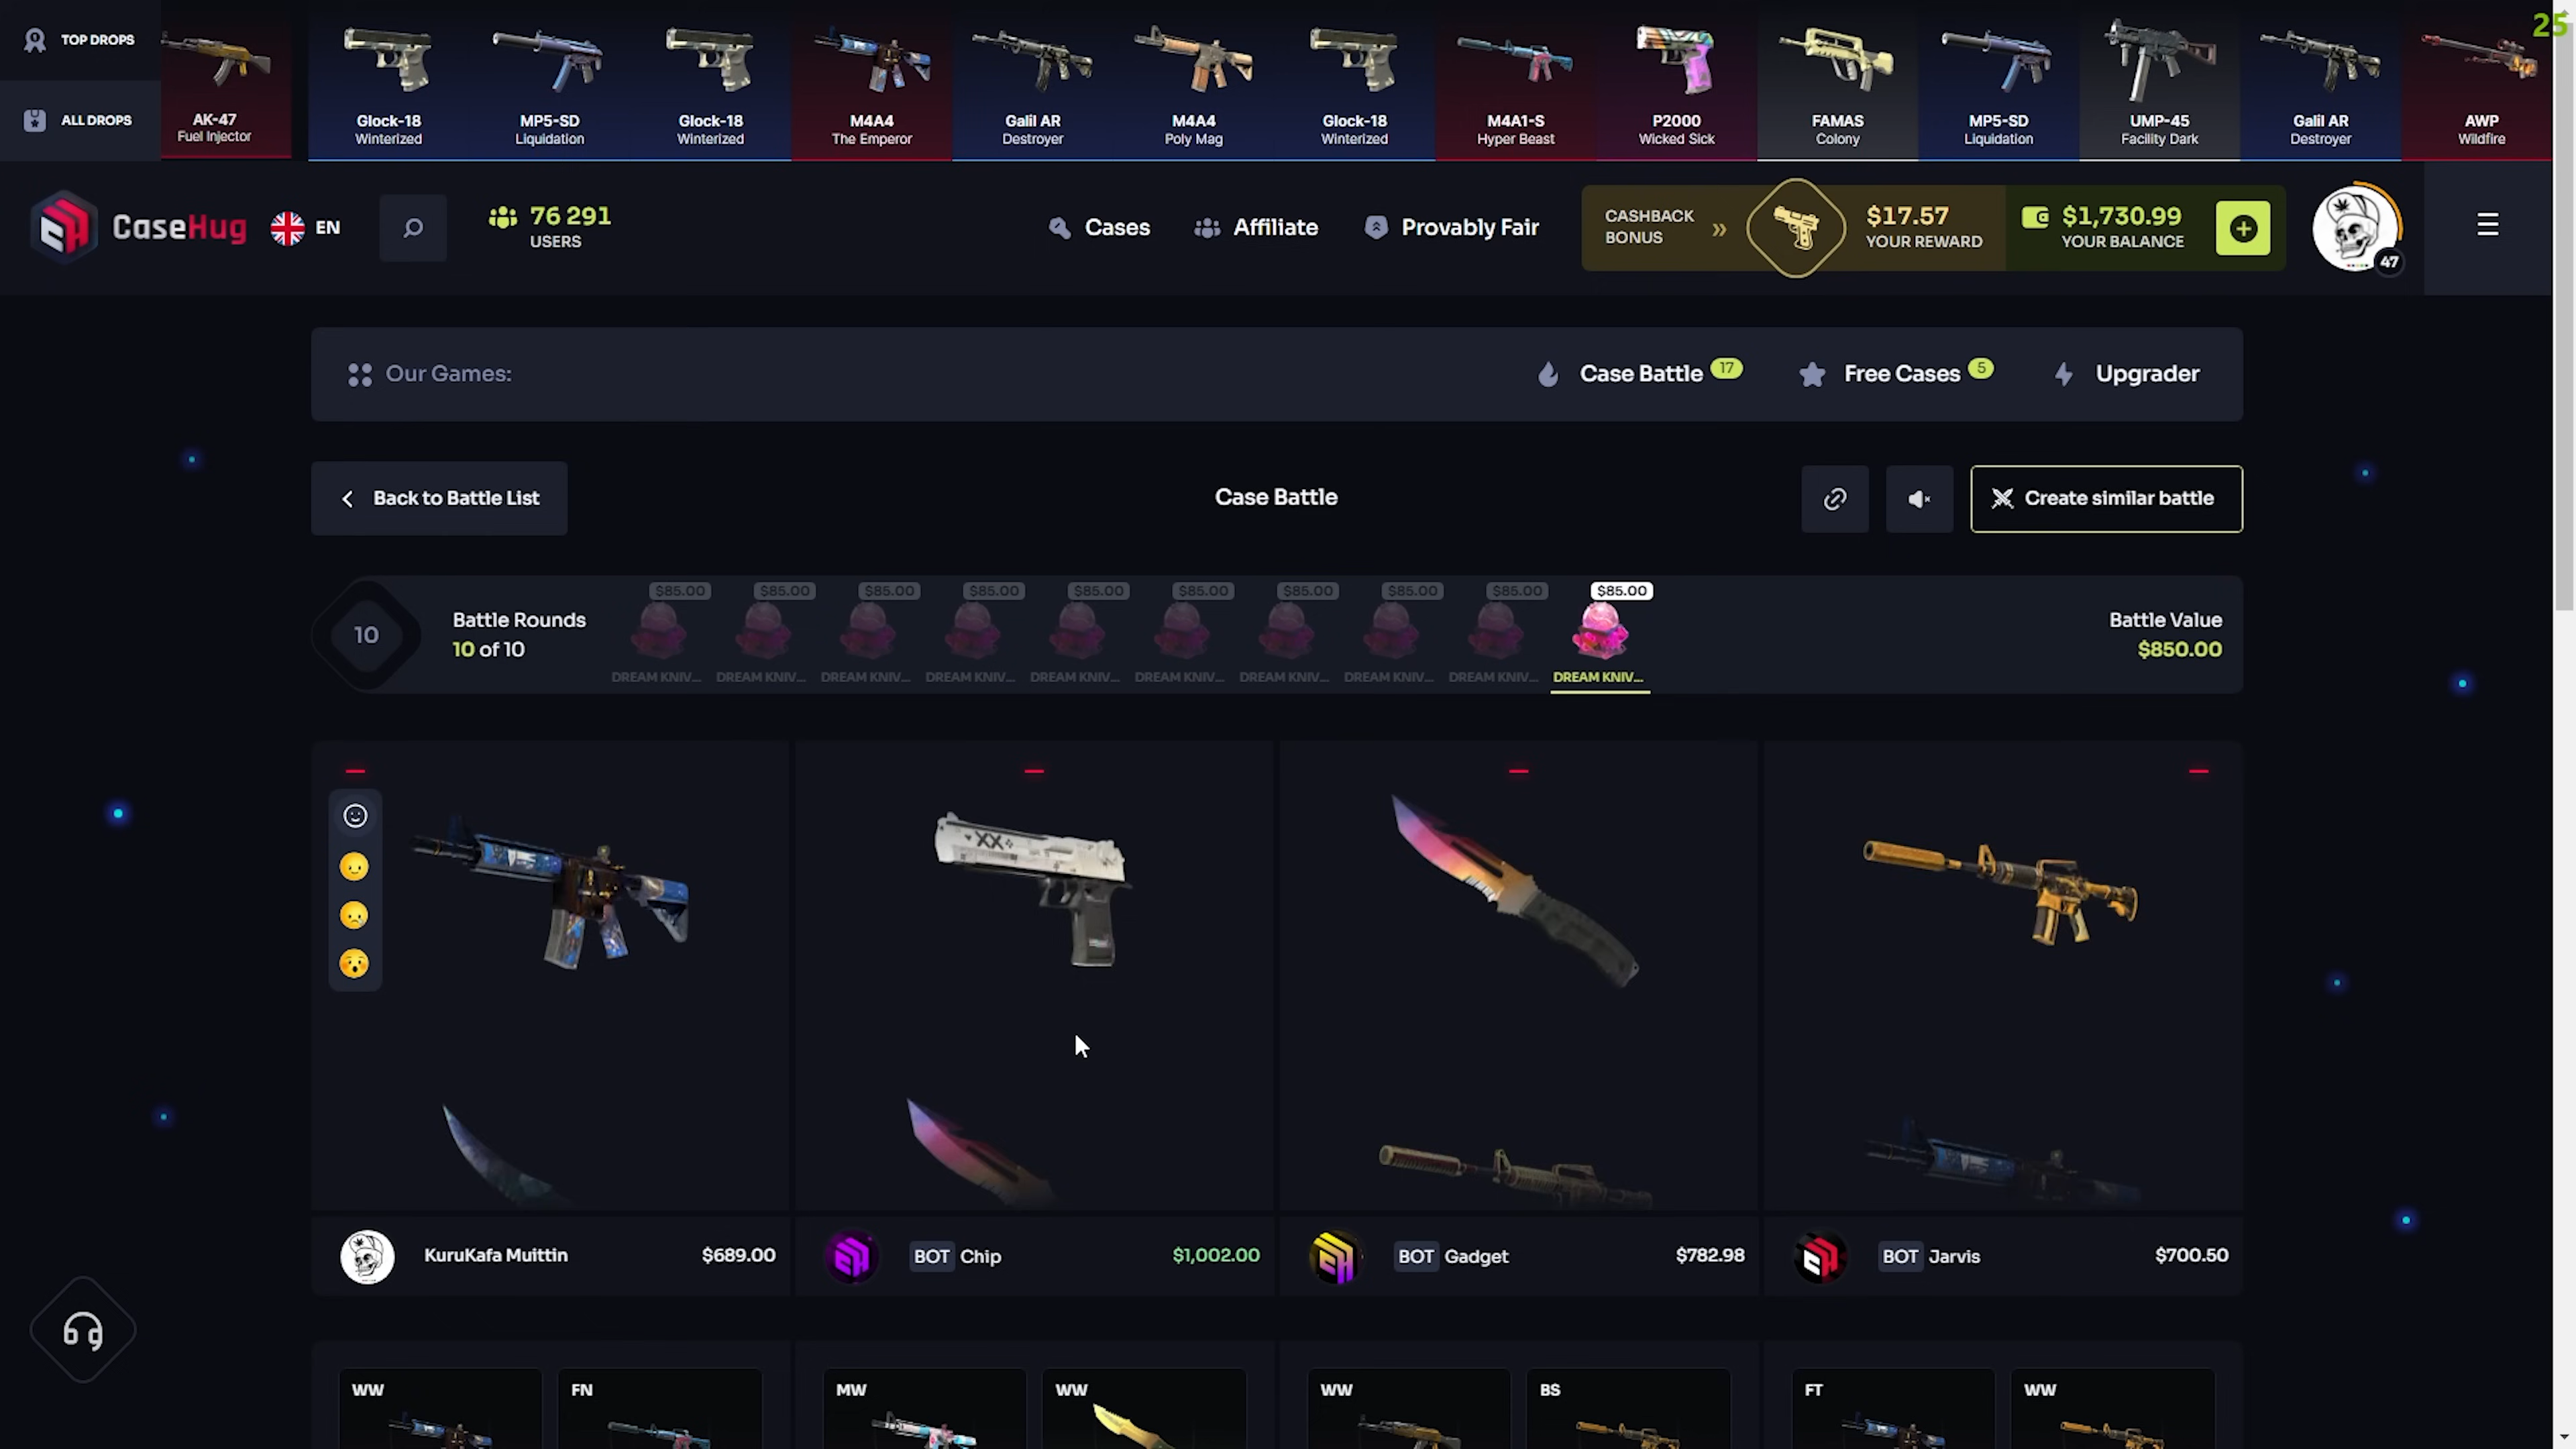 25
TOP DROPS
ALL DROPS
AK-47
Fuel Injector
Glock-18
Winterized
MP5-SD
Liquidation
Glock-18
Winterized
M4A4
The Emperor
Galil AR
Destroyer
M4A4
Poly Mag
Glock-18
Winterized
M4A1-S
Hyper Beast
P2000
Wicked Sick
FAMAS
Colony
MP5-SD
Liquidation
UMP-45
Facility Dark
Galil AR
Destroyer
AWP
Wildfire
CaseHug
EN
76 291
USERS
Cases
Affiliate
Provably Fair
CASHBACK
BONUS
$17.57
YOUR REWARD
$1,730.99
YOUR BALANCE
47
Our Games:
Case Battle 17
Free Cases 5
Upgrader
Back to Battle List
Case Battle
Create similar battle
10
Battle Rounds
10 of 10
$85.00 $85.00 $85.00 $85.00 $85.00 $85.00 $85.00 $85.00 $85.00 $85.00
DREAM KNIV... DREAM KNIV... DREAM KNIV... DREAM KNIV... DREAM KNIV... DREAM KNIV... DREAM KNIV... DREAM KNIV... DREAM KNIV... DREAM KNIV...
Battle Value
$850.00
XX
KuruKafa Muittin $689.00
BOT Chip $1,002.00
BOT Gadget $782.98
BOT Jarvis $700.50
WW FN MW WW WW BS FT WW